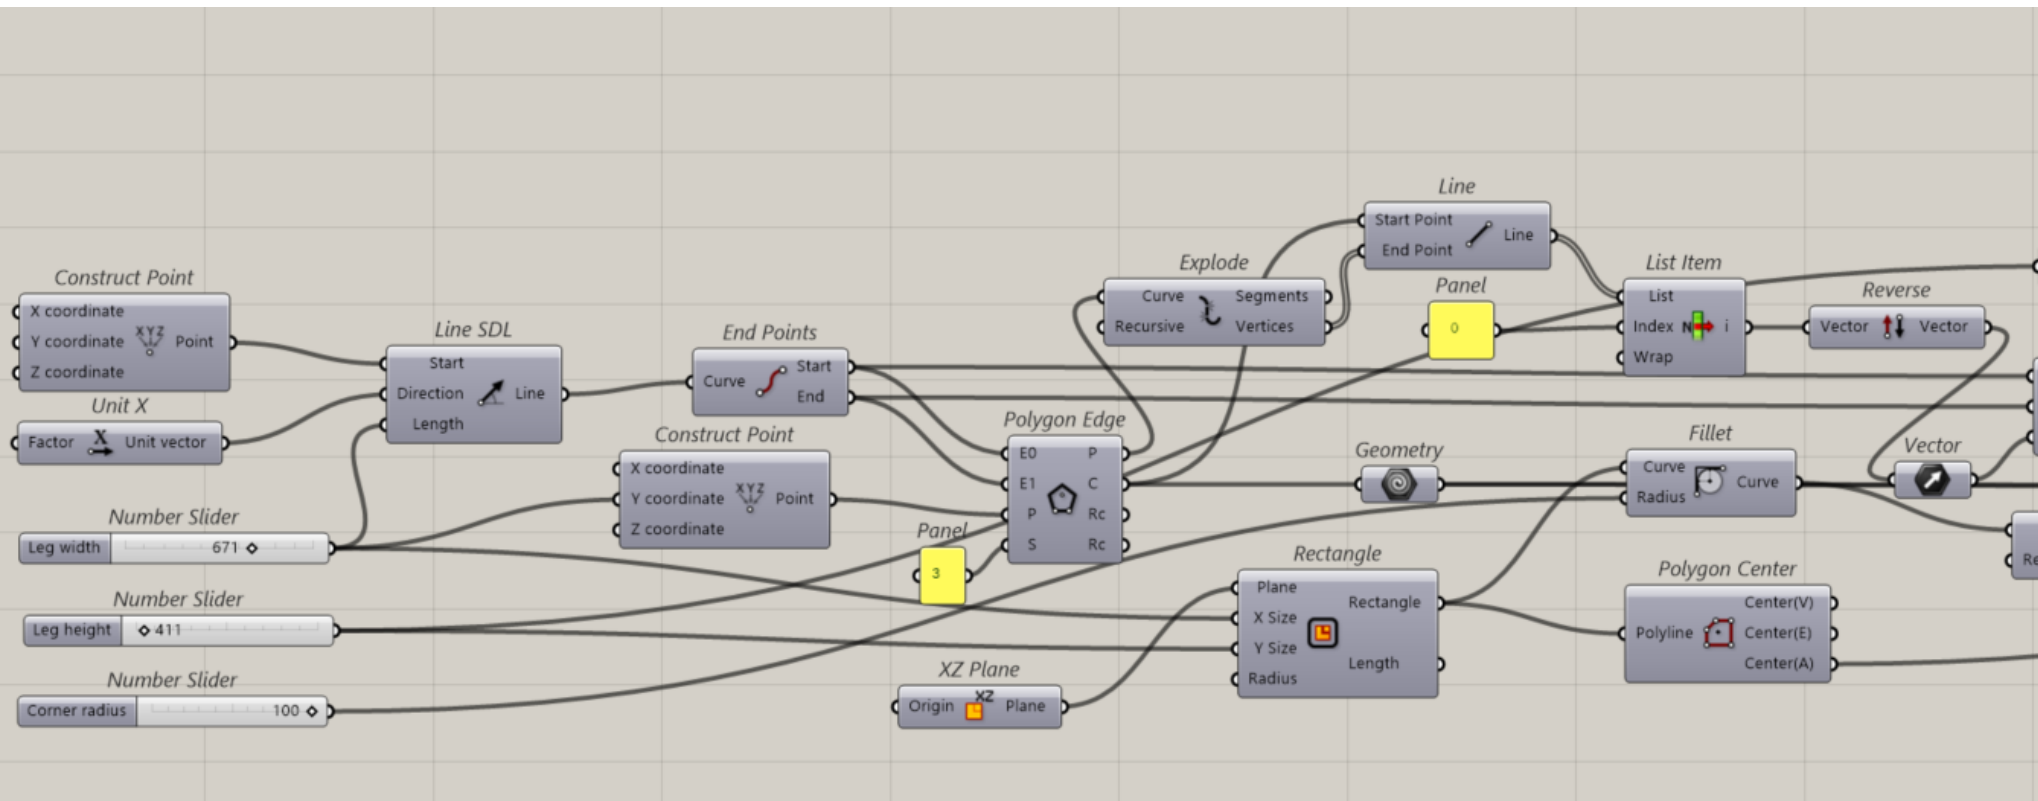 Construct Point
X coordinate
Y coordinate
Z coordinate
XYZ
Point
Unit X
Factor
X
Unit vector
Number Slider
Leg width
671
Number Slider
Leg height
411
Number Slider
Corner radius
100
Line SDL
Start
Direction
Length
Line
End Points
Curve
Start
End
Construct Point
X coordinate
Y coordinate
Z coordinate
XYZ
Point
Panel
3
Polygon Edge
E0
E1
P
S
P
C
Rc
Rc
XZ Plane
Origin
XZ
Plane
Explode
Curve
Recursive
Segments
Vertices
Line
Start Point
End Point
Line
Panel
0
Geometry
Rectangle
Plane
X Size
Y Size
Radius
Rectangle
Length
List Item
List
Index
Wrap
N
i
Reverse
Vector
Vector
Fillet
Curve
Radius
Curve
Vector
Polygon Center
Polyline
Center(V)
Center(E)
Center(A)
Re